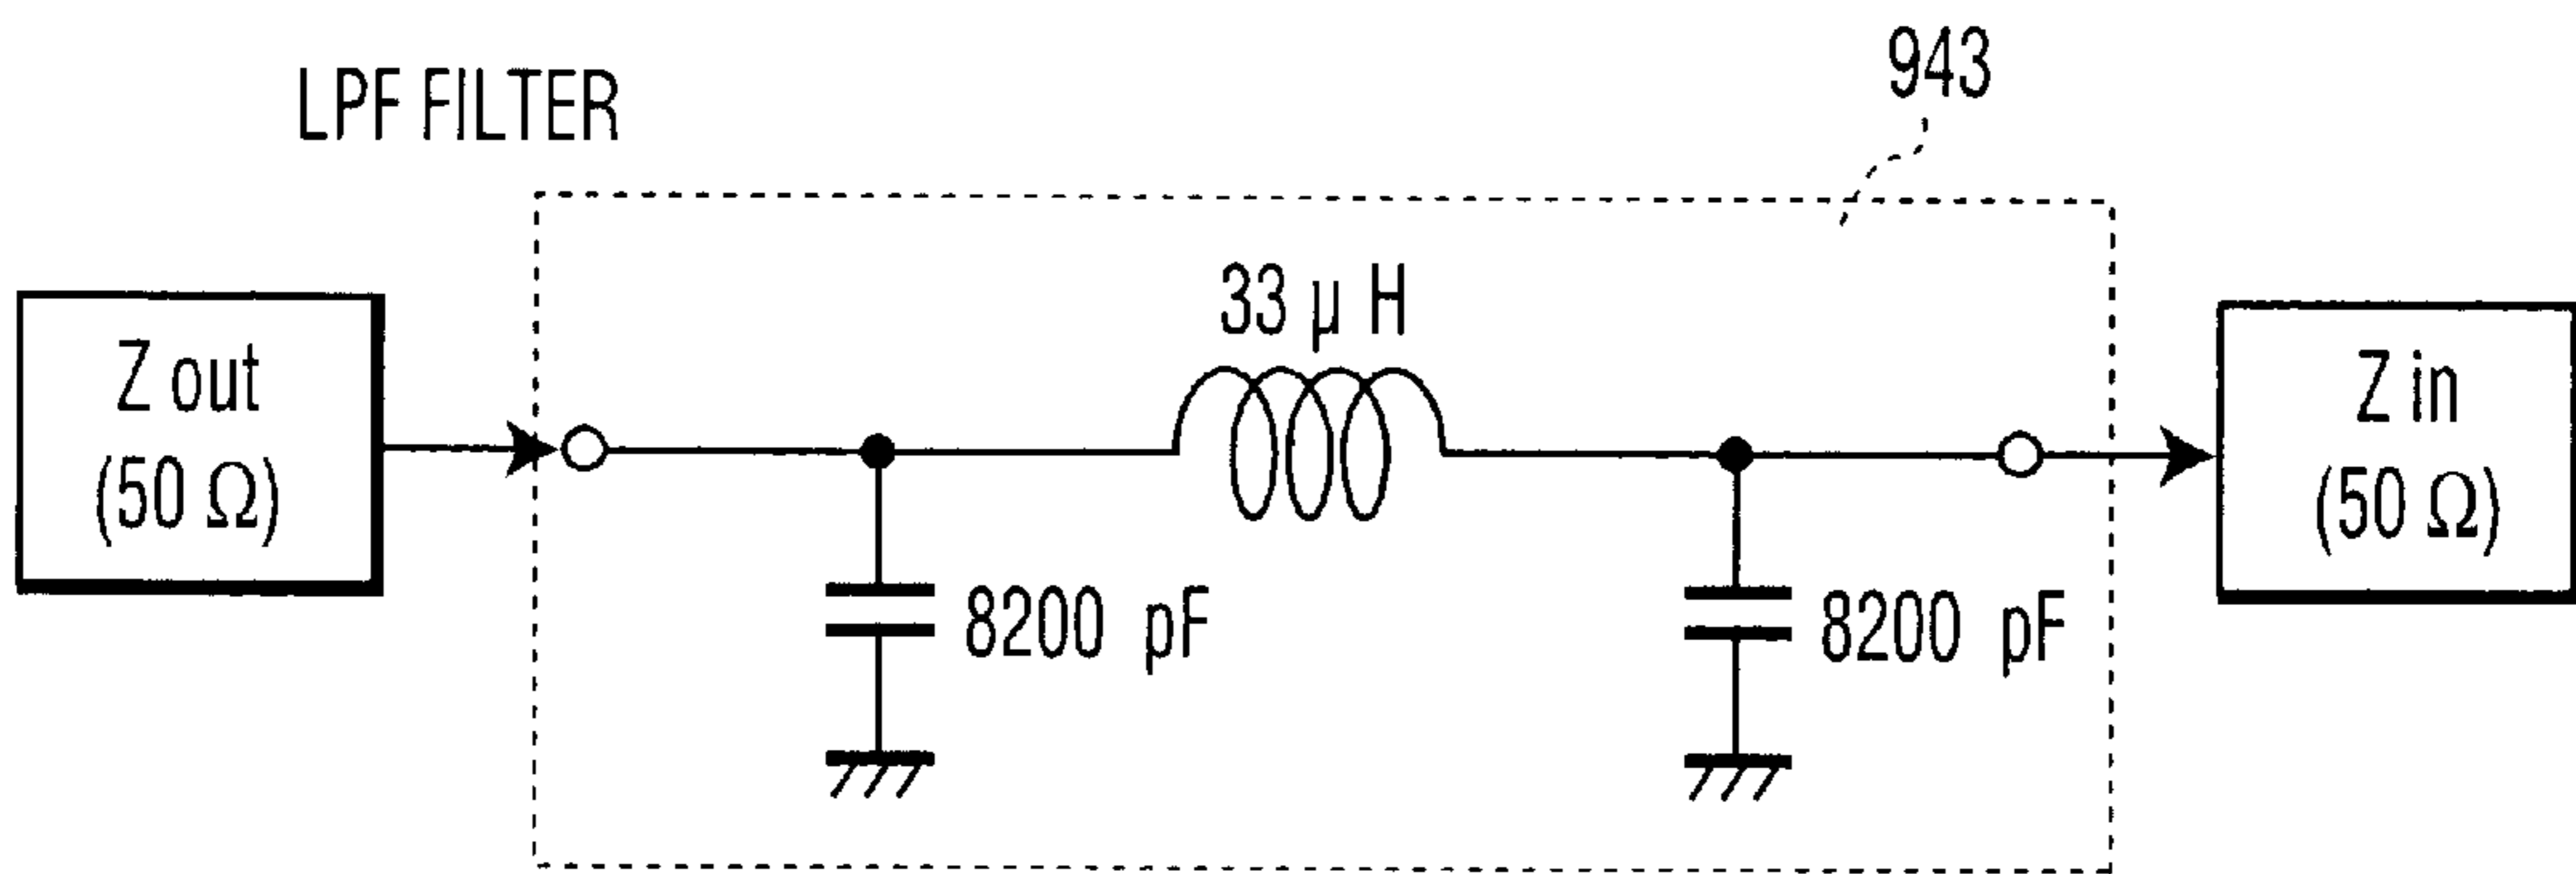 943
LPF FILTER
33 µ H
Z out
(50 Ω)
Z in
(50 Ω)
8200 pF
8200 pF